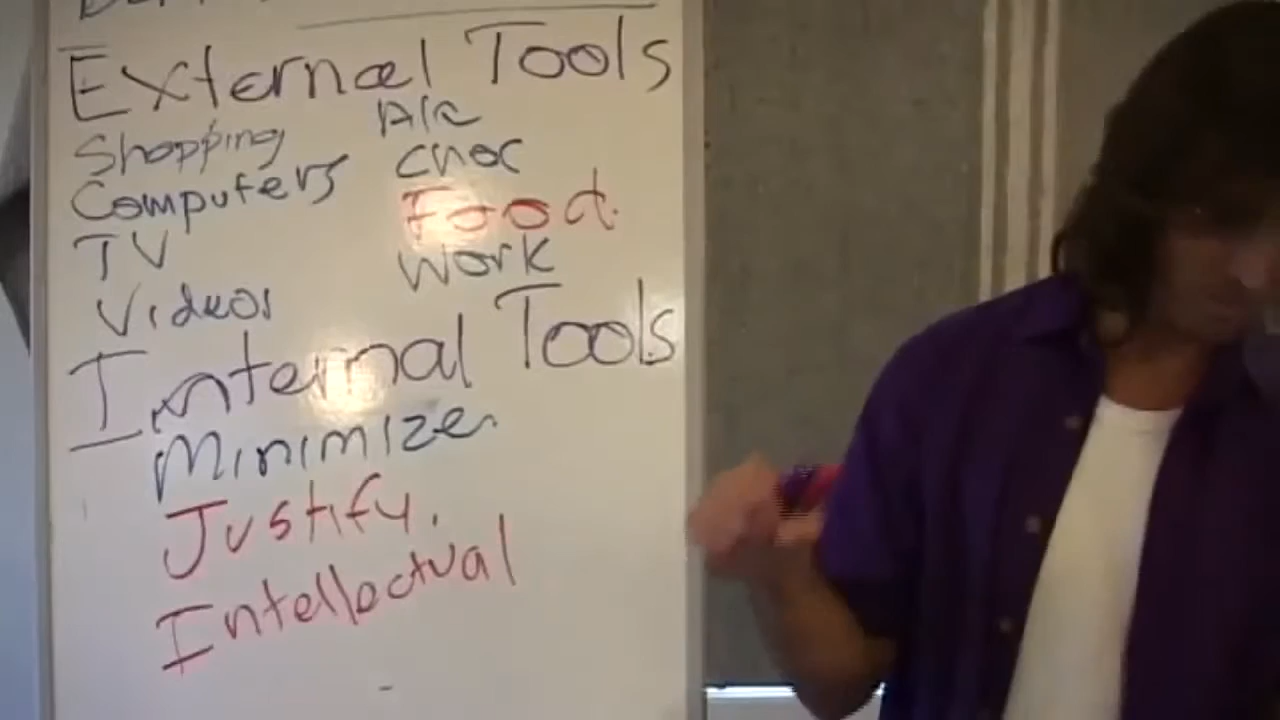 External Tools
Shopping Alc
Computers Choc
TV Food.
Videos Work
Internal Tools
Minimize
Justify.
Intellectual